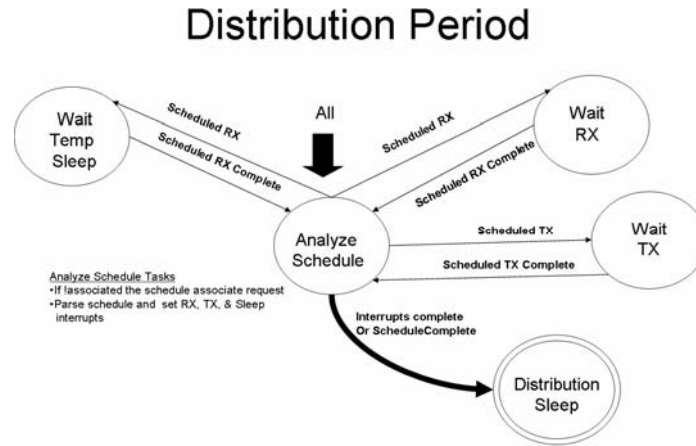 Distribution Period
Wait
Temp
Sleep
Scheduled RX
Scheduled RX Complete
All
Scheduled RX
Scheduled RX Complete
Wait
RX
Analyze
Schedule
Scheduled TX
Scheduled TX Complete
Wait
TX
Analyze Schedule Tasks
•If !associated the schedule associate request
•Parse schedule and set RX, TX, & Sleep
interrupts
Interrupts complete
Or ScheduleComplete
Distribution
Sleep